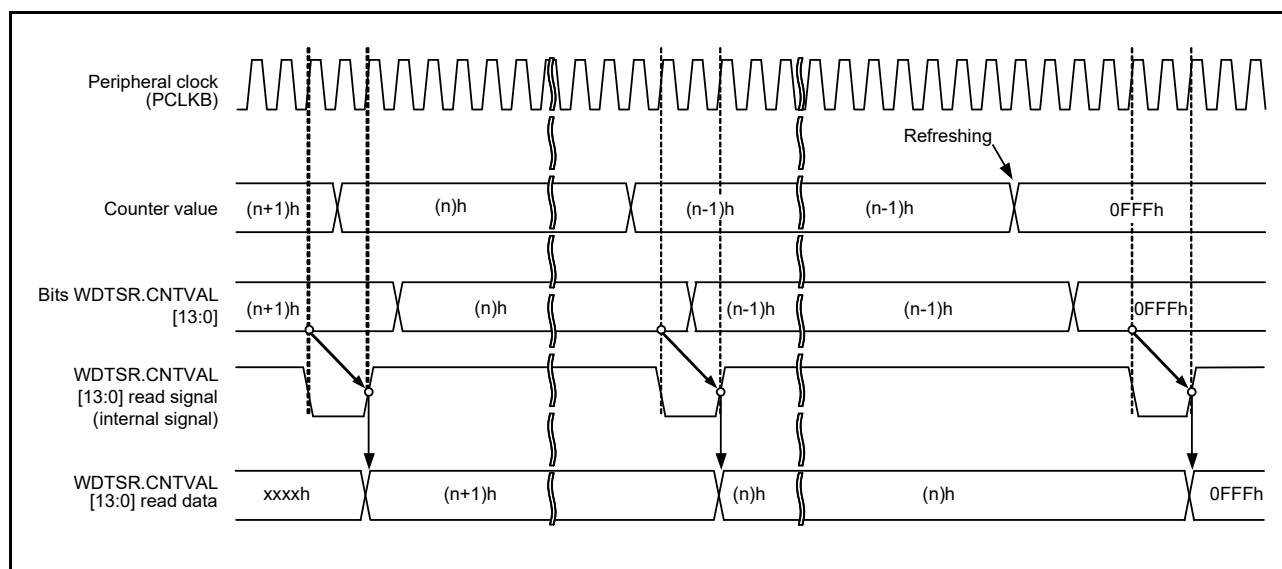 Peripheral clock
(PCLKB)
Refreshing
Counter value
(n+1)h
(n)h
(n-1)h
(n-1)h
0FFFh
Bits WDTSR.CNTVAL
[13:0]
(n+1)h
(n)h
(n-1)h
(n-1)h
0FFFh
WDTSR.CNTVAL
[13:0] read signal
(internal signal)
WDTSR.CNTVAL
[13:0] read data
xxxxh
(n+1)h
(n)h
(n)h
0FFFh